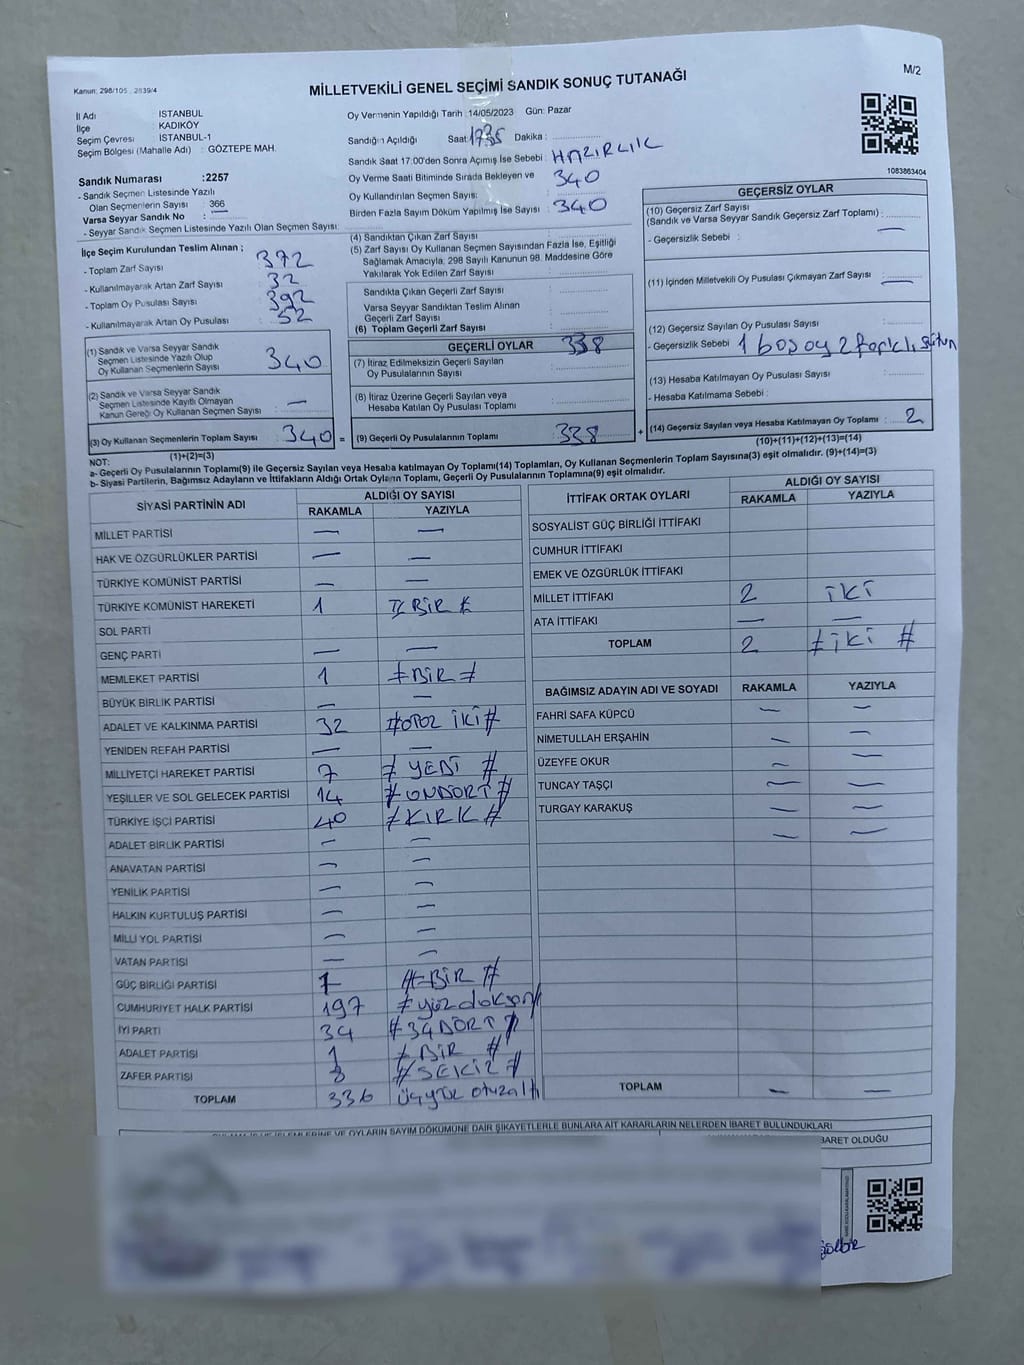 M/2
Kanun: 298/105 , 2839/4
MİLLETVEKİLİ GENEL SEÇİMİ SANDIK SONUÇ TUTANAĞI
İl Adı İSTANBUL
İlçe KADIKÖY
Seçim Çevresi İSTANBUL-1
Seçim Bölgesi (Mahalle Adı) : GÖZTEPE MAH.
Sandık Numarası :2257
- Sandık Seçmen Listesinde Yazılı
Olan Seçmenlerin Sayısı : 366
Varsa Seyyar Sandık No : —
- Seyyar Sandık Seçmen Listesinde Yazılı Olan Seçmen Sayısı:
Oy Vermenin Yapıldığı Tarih :14/05/2023 Gün: Pazar
Sandığın Açıldığı Saat: 1735 Dakika :
Sandık Saat 17:00'den Sonra Açımış İse Sebebi : HAZIRLIK
Oy Verme Saati Bitiminde Sırada Bekleyen ve 340
Oy Kullandırılan Seçmen Sayısı:
Birden Fazla Sayım Döküm Yapılmış İse Sayısı : 340
1083863404
İlçe Seçim Kurulundan Teslim Alınan ;
- Toplam Zarf Sayısı : 372
- Kullanılmayarak Artan Zarf Sayısı : 32
- Toplam Oy Pusulası Sayısı : 392
- Kullanılmayarak Artan Oy Pusulası : 52
(1) Sandık ve Varsa Seyyar Sandık
Seçmen Listesinde Yazılı Olup
Oy Kullanan Seçmenlerin Sayısı : 340
(2) Sandık ve Varsa Seyyar Sandık
Seçmen Listesinde Kayıtlı Olmayan
Kanun Gereği Oy Kullanan Seçmen Sayısı : —
(3) Oy Kullanan Seçmenlerin Toplam Sayısı : 340 =
(1)+(2)=(3)
(4) Sandıktan Çıkan Zarf Sayısı :
(5) Zarf Sayısı Oy Kullanan Seçmen Sayısından Fazla İse, Eşitliği
Sağlamak Amacıyla, 298 Sayılı Kanunun 98. Maddesine Göre
Yakılarak Yok Edilen Zarf Sayısı :
Sandıkta Çıkan Geçerli Zarf Sayısı :
Varsa Seyyar Sandıktan Teslim Alınan
Geçerli Zarf Sayısı :
(6) Toplam Geçerli Zarf Sayısı :
GEÇERLİ OYLAR 338
(7) İtiraz Edilmeksizin Geçerli Sayılan
Oy Pusulalarının Sayısı :
(8) İtiraz Üzerine Geçerli Sayılan veya
Hesaba Katılan Oy Pusulası Toplamı :
(9) Geçerli Oy Pusulalarının Toplamı : 338 +
GEÇERSİZ OYLAR
(10) Geçersiz Zarf Sayısı
(Sandık ve Varsa Seyyar Sandık Geçersiz Zarf Toplamı) :
- Geçersizlik Sebebi : —
(11) İçinden Milletvekili Oy Pusulası Çıkmayan Zarf Sayısı : —
(12) Geçersiz Sayılan Oy Pusulası Sayısı :
- Geçersizlik Sebebi 1 boş oy 2 farklı sütun
(13) Hesaba Katılmayan Oy Pusulası Sayısı :
- Hesaba Katılmama Sebebi :
(14) Geçersiz Sayılan veya Hesaba Katılmayan Oy Toplamı : 2
(10)+(11)+(12)+(13)=(14)
NOT:
a- Geçerli Oy Pusulalarının Toplamı(9) ile Geçersiz Sayılan veya Hesaba katılmayan Oy Toplamı(14) Toplamları, Oy Kullanan Seçmenlerin Toplam Sayısına(3) eşit olmalıdır. (9)+(14)=(3)
b- Siyasi Partilerin, Bağımsız Adayların ve İttifakların Aldığı Ortak Oyların Toplamı, Geçerli Oy Pusulalarının Toplamına(9) eşit olmalıdır.
SİYASİ PARTİNİN ADI ALDIĞI OY SAYISI
RAKAMLA YAZIYLA
MİLLET PARTİSİ — —
HAK VE ÖZGÜRLÜKLER PARTİSİ — —
TÜRKİYE KOMÜNİST PARTİSİ — —
TÜRKİYE KOMÜNİST HAREKETİ 1 # BİR #
SOL PARTİ
GENÇ PARTİ — —
MEMLEKET PARTİSİ 1 # BİR #
BÜYÜK BİRLİK PARTİSİ — —
ADALET VE KALKINMA PARTİSİ 32 # OTUZ İKİ #
YENİDEN REFAH PARTİSİ — —
MİLLİYETÇİ HAREKET PARTİSİ 7 # YEDİ #
YEŞİLLER VE SOL GELECEK PARTİSİ 14 # ONDÖRT #
TÜRKİYE İŞÇİ PARTİSİ 40 # KIRK #
ADALET BİRLİK PARTİSİ — —
ANAVATAN PARTİSİ — —
YENİLİK PARTİSİ — —
HALKIN KURTULUŞ PARTİSİ — —
MİLLİ YOL PARTİSİ — —
VATAN PARTİSİ — —
GÜÇ BİRLİĞİ PARTİSİ 1 # BİR #
CUMHURİYET HALK PARTİSİ 197 # yüz doksan
İYİ PARTİ 34 # 34 DÖRT #
ADALET PARTİSİ 1 # BİR #
ZAFER PARTİSİ 8 # SEKİZ #
TOPLAM 336 üçyüz otuzaltı
İTTİFAK ORTAK OYLARI ALDIĞI OY SAYISI
RAKAMLA YAZIYLA
SOSYALİST GÜÇ BİRLİĞİ İTTİFAKI
CUMHUR İTTİFAKI
EMEK VE ÖZGÜRLÜK İTTİFAKI
MİLLET İTTİFAKI 2 İKİ
ATA İTTİFAKI — —
TOPLAM 2 # İKİ #
BAĞIMSIZ ADAYIN ADI VE SOYADI RAKAMLA YAZIYLA
FAHRİ SAFA KÜPCÜ — —
NİMETULLAH ERŞAHİN — —
ÜZEYFE OKUR — —
TUNCAY TAŞÇI — —
TURGAY KARAKUŞ — —
— —
TOPLAM — —
VE OYLARIN SAYIM DÖKÜMÜNE DAİR ŞİKAYETLERLE BUNLARA AİT KARARLARIN NELERDEN İBARET BULUNDUKLARI
BARET OLDUĞU